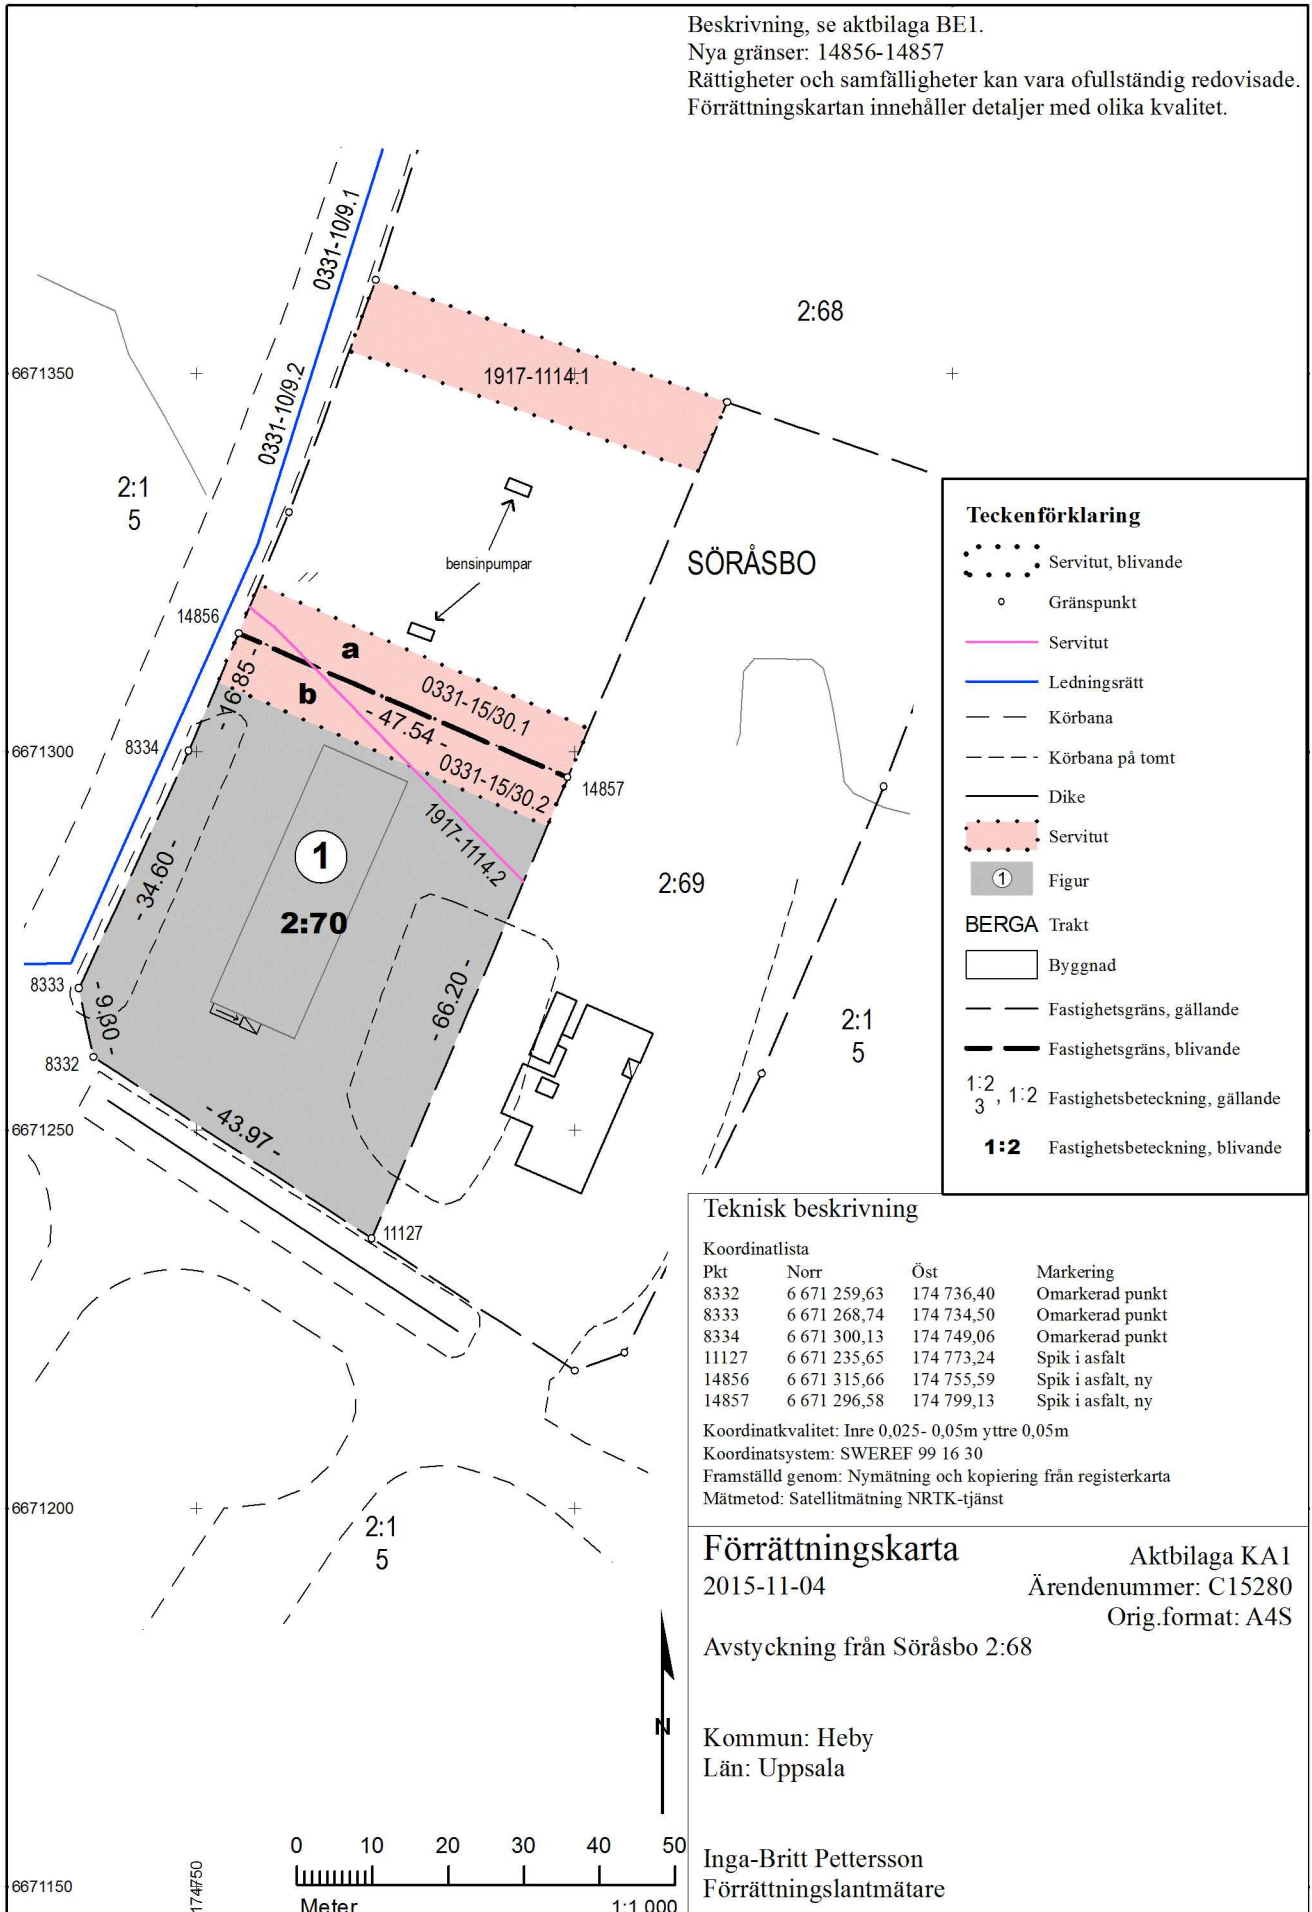 Beskrivning, se aktbilaga BE1.
Nya gränser: 14856-14857
Rättigheter och samfälligheter kan vara ofullständig redovisade.
Förrättningskartan innehåller detaljer med olika kvalitet.
0331-10/9.1
2:68
6671350
1917-1114.1
0331-10/9.2
2:1
5
bensinpumpar
SÖRÅSBO
14856
a
- 16.85 -
b
0331-15/30.1
- 47.54 -
6671300
8334
0331-15/30.2
14857
1917-1114.2
1
- 34.60 -
2:69
2:70
8333
- 9.30 -
- 66.20 -
2:1
5
8332
- 43.97 -
6671250
11127
6671200
2:1
5
N
0 10 20 30 40 50
6671150
174750
Meter
1:1 000
Teckenförklaring
Servitut, blivande
Gränspunkt
Servitut
Ledningsrätt
Körbana
Körbana på tomt
Dike
Servitut
1 Figur
BERGA Trakt
Byggnad
Fastighetsgräns, gällande
Fastighetsgräns, blivande
1:2
3 , 1:2 Fastighetsbeteckning, gällande
1:2 Fastighetsbeteckning, blivande
Teknisk beskrivning
Koordinatlista
Pkt Norr Öst Markering
8332 6 671 259,63 174 736,40 Omarkerad punkt
8333 6 671 268,74 174 734,50 Omarkerad punkt
8334 6 671 300,13 174 749,06 Omarkerad punkt
11127 6 671 235,65 174 773,24 Spik i asfalt
14856 6 671 315,66 174 755,59 Spik i asfalt, ny
14857 6 671 296,58 174 799,13 Spik i asfalt, ny
Koordinatkvalitet: Inre 0,025- 0,05m yttre 0,05m
Koordinatsystem: SWEREF 99 16 30
Framställd genom: Nymätning och kopiering från registerkarta
Mätmetod: Satellitmätning NRTK-tjänst
Förrättningskarta
2015-11-04
Aktbilaga KA1
Ärendenummer: C15280
Orig.format: A4S
Avstyckning från Söråsbo 2:68
Kommun: Heby
Län: Uppsala
Inga-Britt Pettersson
Förrättningslantmätare